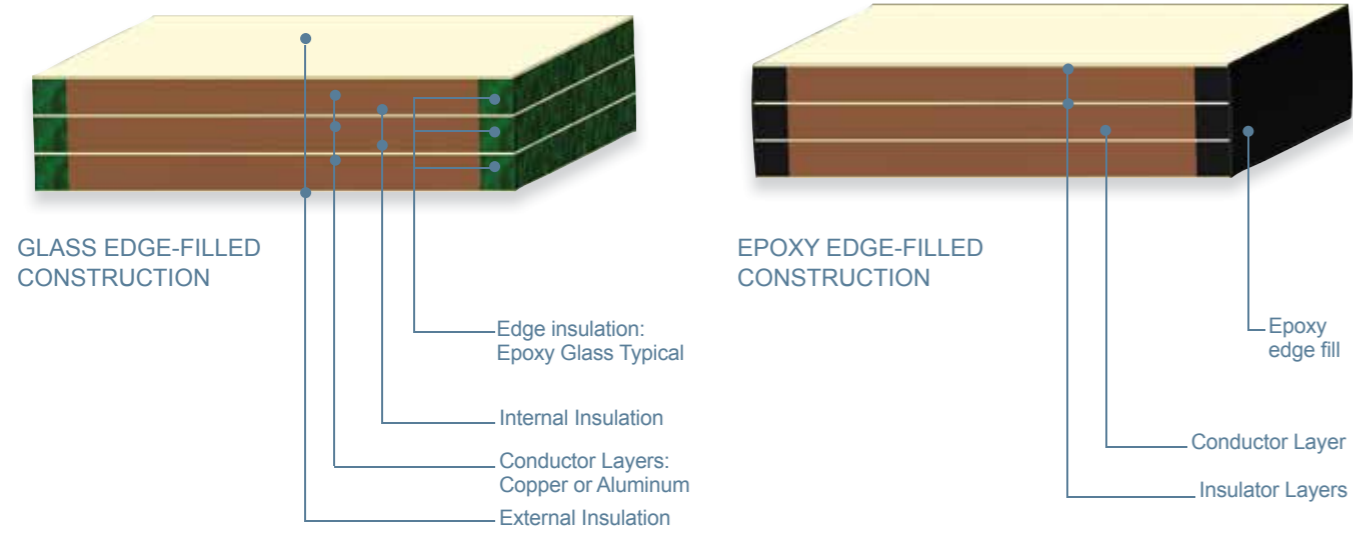 GLASS EDGE-FILLED
CONSTRUCTION
Edge insulation:
Epoxy Glass Typical
Internal Insulation
Conductor Layers:
Copper or Aluminum
External Insulation
EPOXY EDGE-FILLED
CONSTRUCTION
Epoxy
edge fill
Conductor Layer
Insulator Layers